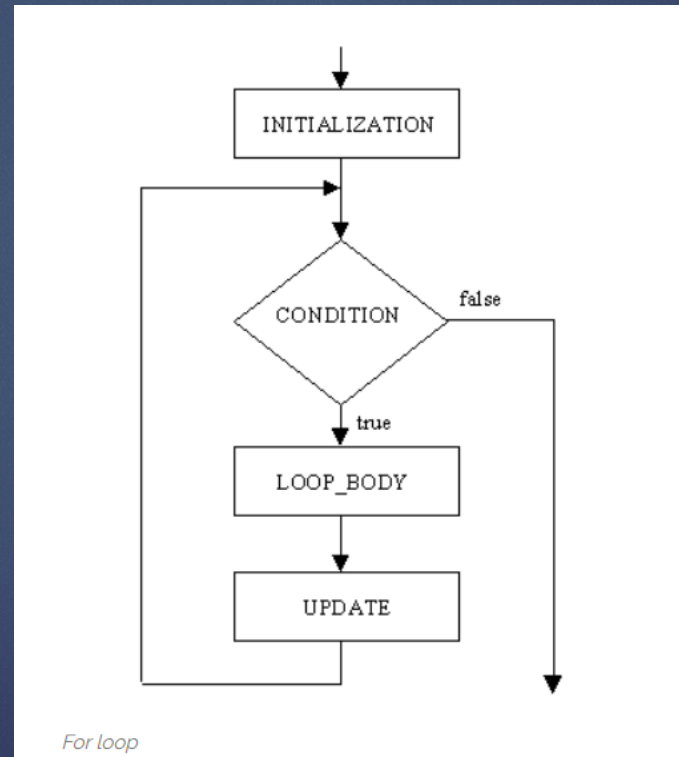 INITIALIZATION
CONDITION
false
true
LOOP_BODY
UPDATE
For loop